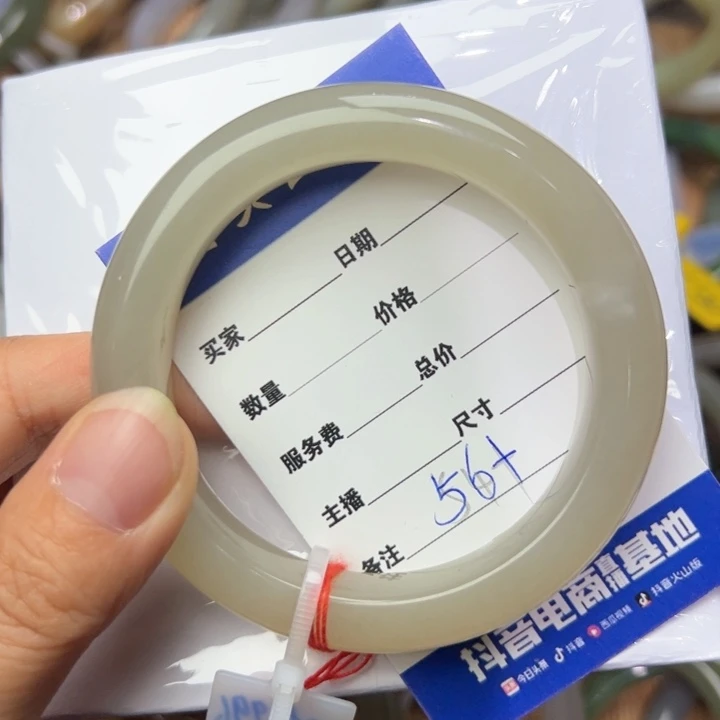 买家 日期
数量 价格
服务费 总价
主播 尺寸
备注 56+
抖音电商直播基地
今日头条 抖音 西瓜视频 抖音火山版